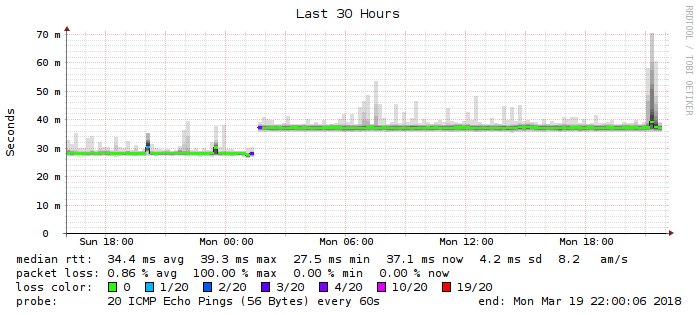 Last 30 Hours
RRDTOOL / TOBI OETIKER
Seconds
70 m
60 m
50 m
40 m
30 m
20 m
10 m
0
Sun 18:00 Mon 00:00 Mon 06:00 Mon 12:00 Mon 18:00
median rtt: 34.4 ms avg 39.3 ms max 27.5 ms min 37.1 ms now 4.2 ms sd 8.2 am/s
packet loss: 0.86 % avg 100.00 % max 0.00 % min 0.00 % now
loss color: 0 1/20 2/20 3/20 4/20 10/20 19/20
probe: 20 ICMP Echo Pings (56 Bytes) every 60s end: Mon Mar 19 22:00:06 2018